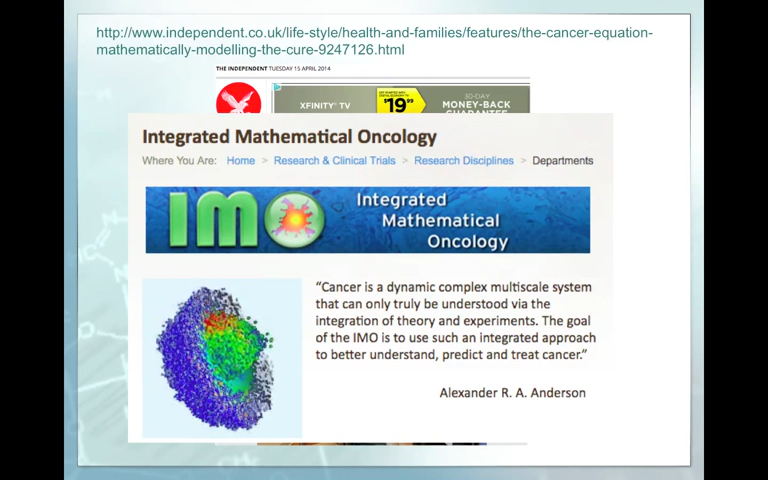 http://www.independent.co.uk/life-style/health-and-families/features/the-cancer-equation-
mathematically-modelling-the-cure-9247126.html
THE INDEPENDENT TUESDAY 15 APRIL 2014
XFINITY® TV
$19.99
30-DAY
MONEY-BACK
GUARANTEE
Integrated Mathematical Oncology
Where You Are: Home > Research & Clinical Trials > Research Disciplines > Departments
IMO
Integrated
Mathematical
Oncology
“Cancer is a dynamic complex multiscale system
that can only truly be understood via the
integration of theory and experiments. The goal
of the IMO is to use such an integrated approach
to better understand, predict and treat cancer.”
Alexander R. A. Anderson